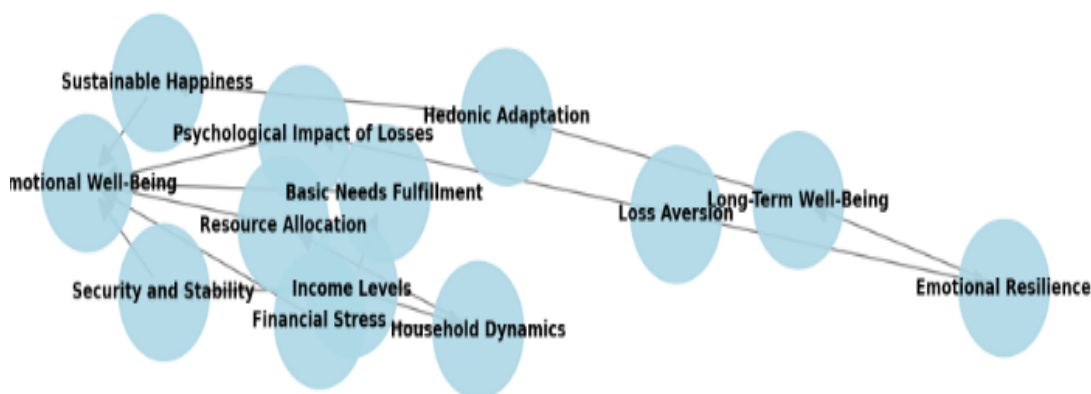 Sustainable Happiness
Hedonic Adaptation
Psychological Impact of Losses
motional Well-Being
Basic Needs Fulfillment
Long-Term Well-Being
Loss Aversion
Resource Allocation
Security and Stability
Income Levels
Emotional Resilience
Financial Stress
Household Dynamics